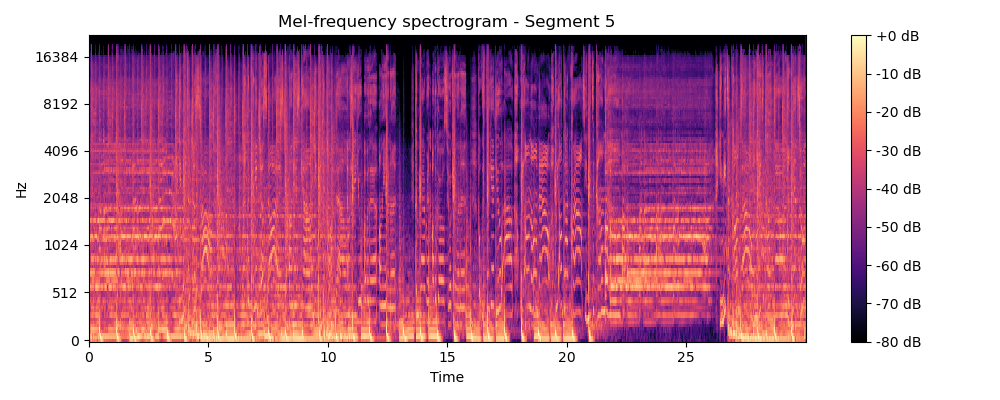 Mel-frequency spectrogram - Segment 5
Hz
16384
8192
4096
2048
1024
512
0
0 5 10 15 20 25
Time
+0 dB
-10 dB
-20 dB
-30 dB
-40 dB
-50 dB
-60 dB
-70 dB
-80 dB